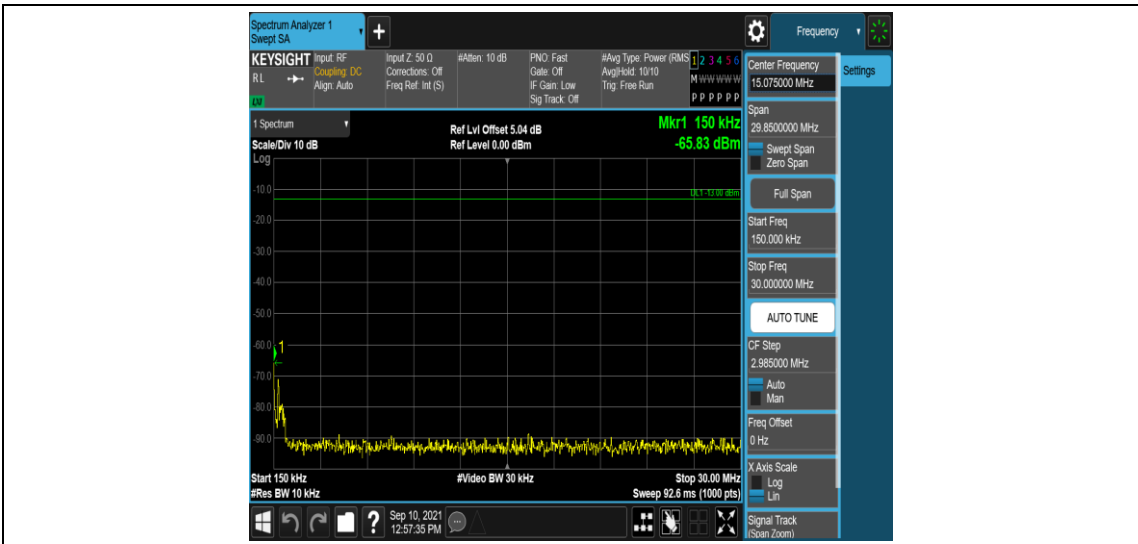 Spectrum Analyzer 1
Swept SA
+
Frequency
KEYSIGHT
RL
LXI
Input: RF
Coupling: DC
Align: Auto
Input Z: 50 Ω
Corrections: Off
Freq Ref: Int (S)
#Atten: 10 dB
PNO: Fast
Gate: Off
IF Gain: Low
Sig Track: Off
#Avg Type: Power (RMS
Avg|Hold: 10/10
Trig: Free Run
1 2 3 4 5 6
M W W W W W
P P P P P P
Center Frequency
15.075000 MHz
Settings
Span
29.8500000 MHz
Swept Span
Zero Span
Full Span
Start Freq
150.000 kHz
Stop Freq
30.000000 MHz
AUTO TUNE
CF Step
2.985000 MHz
Auto
Man
Freq Offset
0 Hz
X Axis Scale
Log
Lin
Signal Track
(Span Zoom)
1 Spectrum
Scale/Div 10 dB
Log
Ref Lvl Offset 5.04 dB
Ref Level 0.00 dBm
Mkr1 150 kHz
-65.83 dBm
DL1 -13.00 dBm
-10.0
-20.0
-30.0
-40.0
-50.0
-60.0
1
-70.0
-80.0
-90.0
Start 150 kHz
#Video BW 30 kHz
Stop 30.00 MHz
#Res BW 10 kHz
Sweep 92.6 ms (1000 pts)
?
Sep 10, 2021
12:57:35 PM